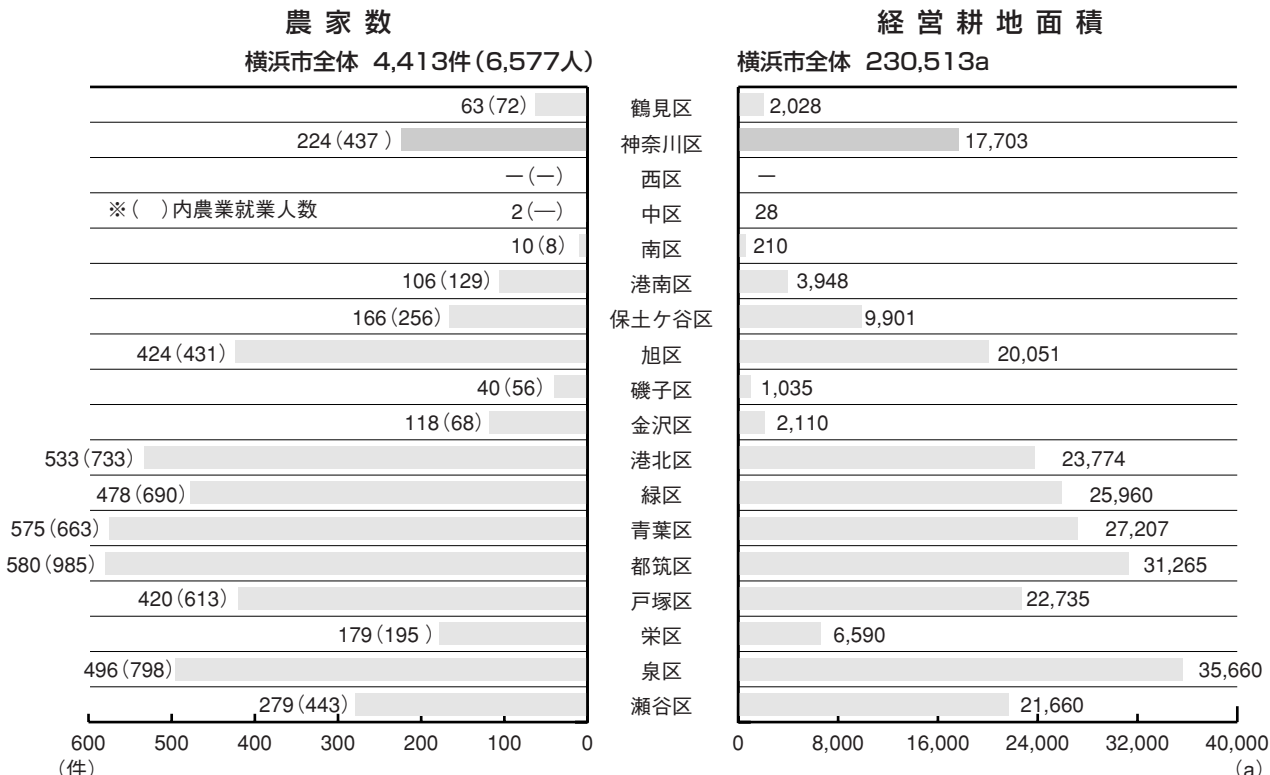 農家数 経営耕地面積
横浜市全体 4,413件(6,577人) 横浜市全体 230,513a
63(72) 鶴見区 2,028
224(437 ) 神奈川区 17,703
—(—) 西区 —
※( )内農業就業人数 2(—) 中区 28
10(8) 南区 210
106(129) 港南区 3,948
166(256) 保土ケ谷区 9,901
424(431) 旭区 20,051
40(56) 磯子区 1,035
118(68) 金沢区 2,110
533(733) 港北区 23,774
478(690) 緑区 25,960
575(663) 青葉区 27,207
580(985) 都筑区 31,265
420(613) 戸塚区 22,735
179(195 ) 栄区 6,590
496(798) 泉区 35,660
279(443) 瀬谷区 21,660
600 500 400 300 200 100 0 0 8,000 16,000 24,000 32,000 40,000
(件) (a)